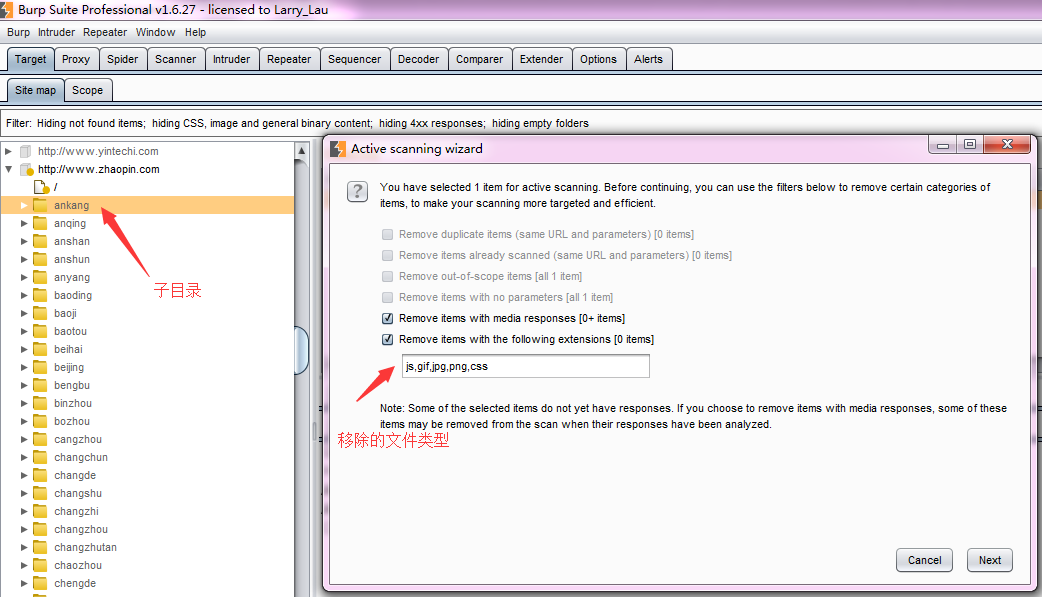 Burp Suite Professional v1.6.27 - licensed to Larry_Lau
Burp Intruder Repeater Window Help
Target Proxy Spider Scanner Intruder Repeater Sequencer Decoder Comparer Extender Options Alerts
Site map Scope
Filter: Hiding not found items; hiding CSS, image and general binary content; hiding 4xx responses; hiding empty folders
http://www.yintechi.com
http://www.zhaopin.com
/
ankang
anqing
anshan
anshun
anyang
baoding
baoji
baotou
beihai
beijing
bengbu
binzhou
bozhou
cangzhou
changchun
changde
changshu
changzhi
changzhou
changzhutan
chaozhou
chengde
子目录
Active scanning wizard
You have selected 1 item for active scanning. Before continuing, you can use the filters below to remove certain categories of
items, to make your scanning more targeted and efficient.
Remove duplicate items (same URL and parameters) [0 items]
Remove items already scanned (same URL and parameters) [0 items]
Remove out-of-scope items [all 1 item]
Remove items with no parameters [all 1 item]
Remove items with media responses [0+ items]
Remove items with the following extensions [0 items]
js,gif,jpg,png,css
Note: Some of the selected items do not yet have responses. If you choose to remove items with media responses, some of these
items may be removed from the scan when their responses have been analyzed.
移除的文件类型
Cancel Next